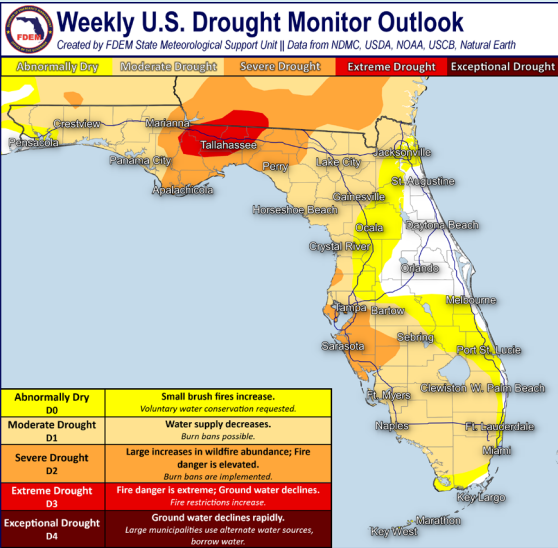 FDEM
Weekly U.S. Drought Monitor Outlook
Created by FDEM State Meteorological Support Unit || Data from NDMC, USDA, NOAA, USCB, Natural Earth
Abnormally Dry Moderate Drought Severe Drought Extreme Drought Exceptional Drought
Crestview
Marianna
Pensacola
Tallahassee
Jacksonville
Panama City
Perry
Lake City
Apalachicola
St. Augustine
Gainesville
Horseshoe Beach
Ocala
Daytona Beach
Crystal River
Orlando
Melbourne
Tampa
Bartow
Sebring
Sarasota
Port St. Lucie
Ft. Myers
Clewiston
W. Palm Beach
Naples
Ft. Lauderdale
Miami
Key Largo
Marathon
Key West
Abnormally Dry
D0
Small brush fires increase.
Voluntary water conservation requested.
Moderate Drought
D1
Water supply decreases.
Burn bans possible.
Severe Drought
D2
Large increases in wildfire abundance; Fire
danger is elevated.
Burn bans are implemented.
Extreme Drought
D3
Fire danger is extreme; Ground water declines.
Fire restrictions increase.
Exceptional Drought
D4
Ground water declines rapidly.
Large municipalities use alternate water sources,
borrow water.